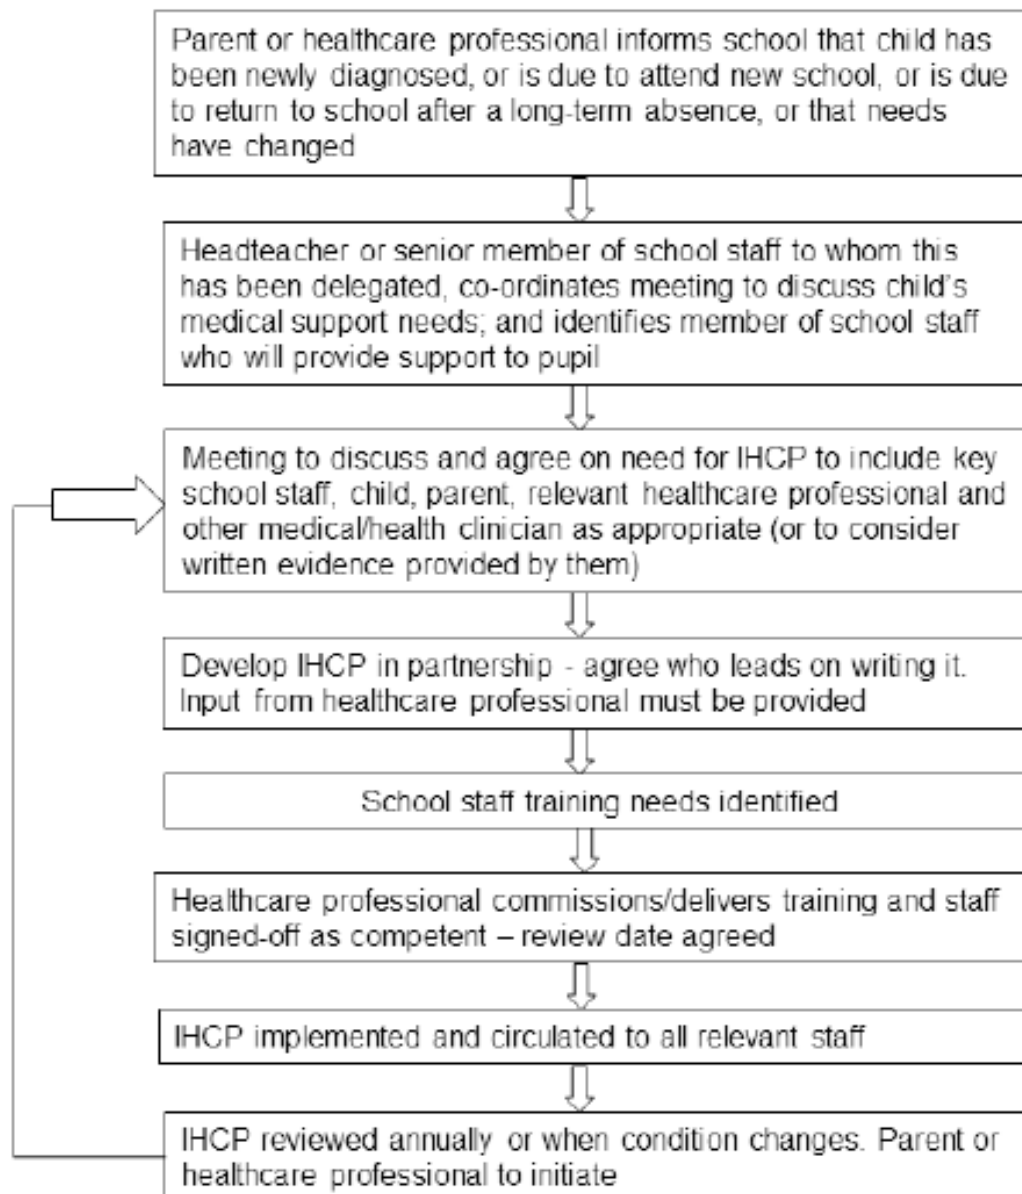 Parent or healthcare professional informs school that child has
been newly diagnosed, or is due to attend new school, or is due
to return to school after a long-term absence, or that needs
have changed
Headteacher or senior member of school staff to whom this
has been delegated, co-ordinates meeting to discuss child's
medical support needs; and identifies member of school staff
who will provide support to pupil
Meeting to discuss and agree on need for IHCP to include key
school staff, child, parent, relevant healthcare professional and
other medical/health clinician as appropriate (or to consider
written evidence provided by them)
Develop IHCP in partnership - agree who leads on writing it.
Input from healthcare professional must be provided
School staff training needs identified
Healthcare professional commissions/delivers training and staff
signed-off as competent – review date agreed
IHCP implemented and circulated to all relevant staff
IHCP reviewed annually or when condition changes. Parent or
healthcare professional to initiate